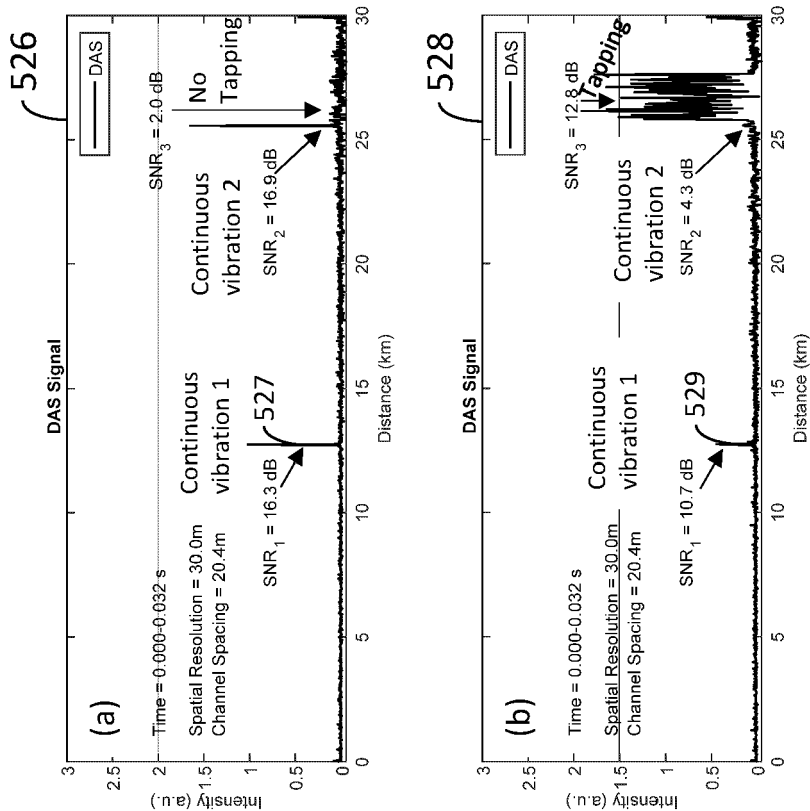 526
DAS Signal
(a)
DAS
SNR3 = 2.0 dB
No
Tapping
Time = 0.000-0.032 s
Spatial Resolution = 30.0m
Channel Spacing = 20.4m
Continuous
vibration 1
Continuous
vibration 2
527
SNR1 = 16.3 dB
SNR2 = 16.9 dB
Intensity (a.u.)
3
2.5
2
1.5
1
0.5
0
0 5 10 15 20 25 30
Distance (km)
528
DAS Signal
(b)
DAS
SNR3 = 12.8 dB
Tapping
Time = 0.000-0.032 s
Spatial Resolution = 30.0m
Channel Spacing = 20.4m
Continuous
vibration 1
Continuous
vibration 2
529
SNR1 = 10.7 dB
SNR2 = 4.3 dB
Intensity (a.u.)
3
2.5
2
1.5
1
0.5
0
0 5 10 15 20 25 30
Distance (km)